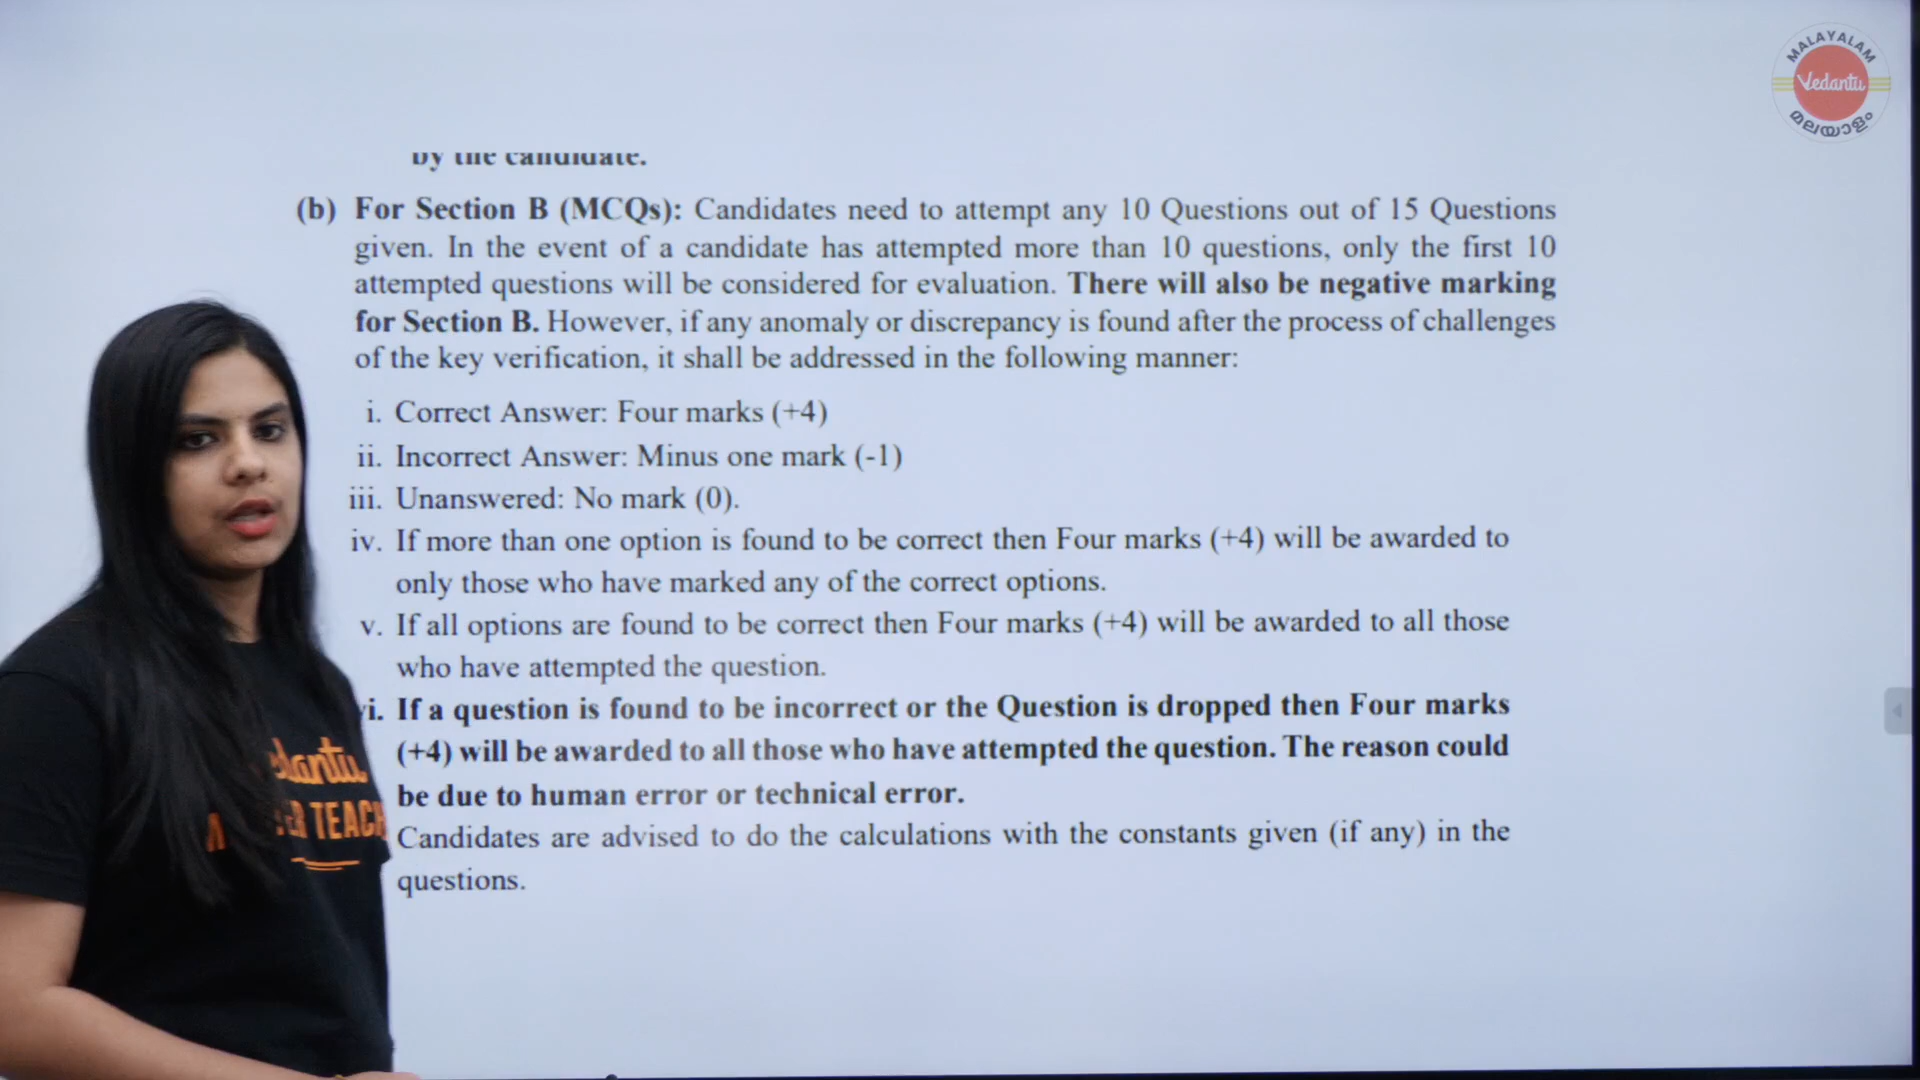 MALAYALAM
Vedantu
മലയാളം
by the candidate.
(b) For Section B (MCQs): Candidates need to attempt any 10 Questions out of 15 Questions
given. In the event of a candidate has attempted more than 10 questions, only the first 10
attempted questions will be considered for evaluation. There will also be negative marking
for Section B. However, if any anomaly or discrepancy is found after the process of challenges
of the key verification, it shall be addressed in the following manner:
i. Correct Answer: Four marks (+4)
ii. Incorrect Answer: Minus one mark (-1)
iii. Unanswered: No mark (0).
iv. If more than one option is found to be correct then Four marks (+4) will be awarded to
only those who have marked any of the correct options.
v. If all options are found to be correct then Four marks (+4) will be awarded to all those
who have attempted the question.
i. If a question is found to be incorrect or the Question is dropped then Four marks
(+4) will be awarded to all those who have attempted the question. The reason could
be due to human error or technical error.
Candidates are advised to do the calculations with the constants given (if any) in the
questions.